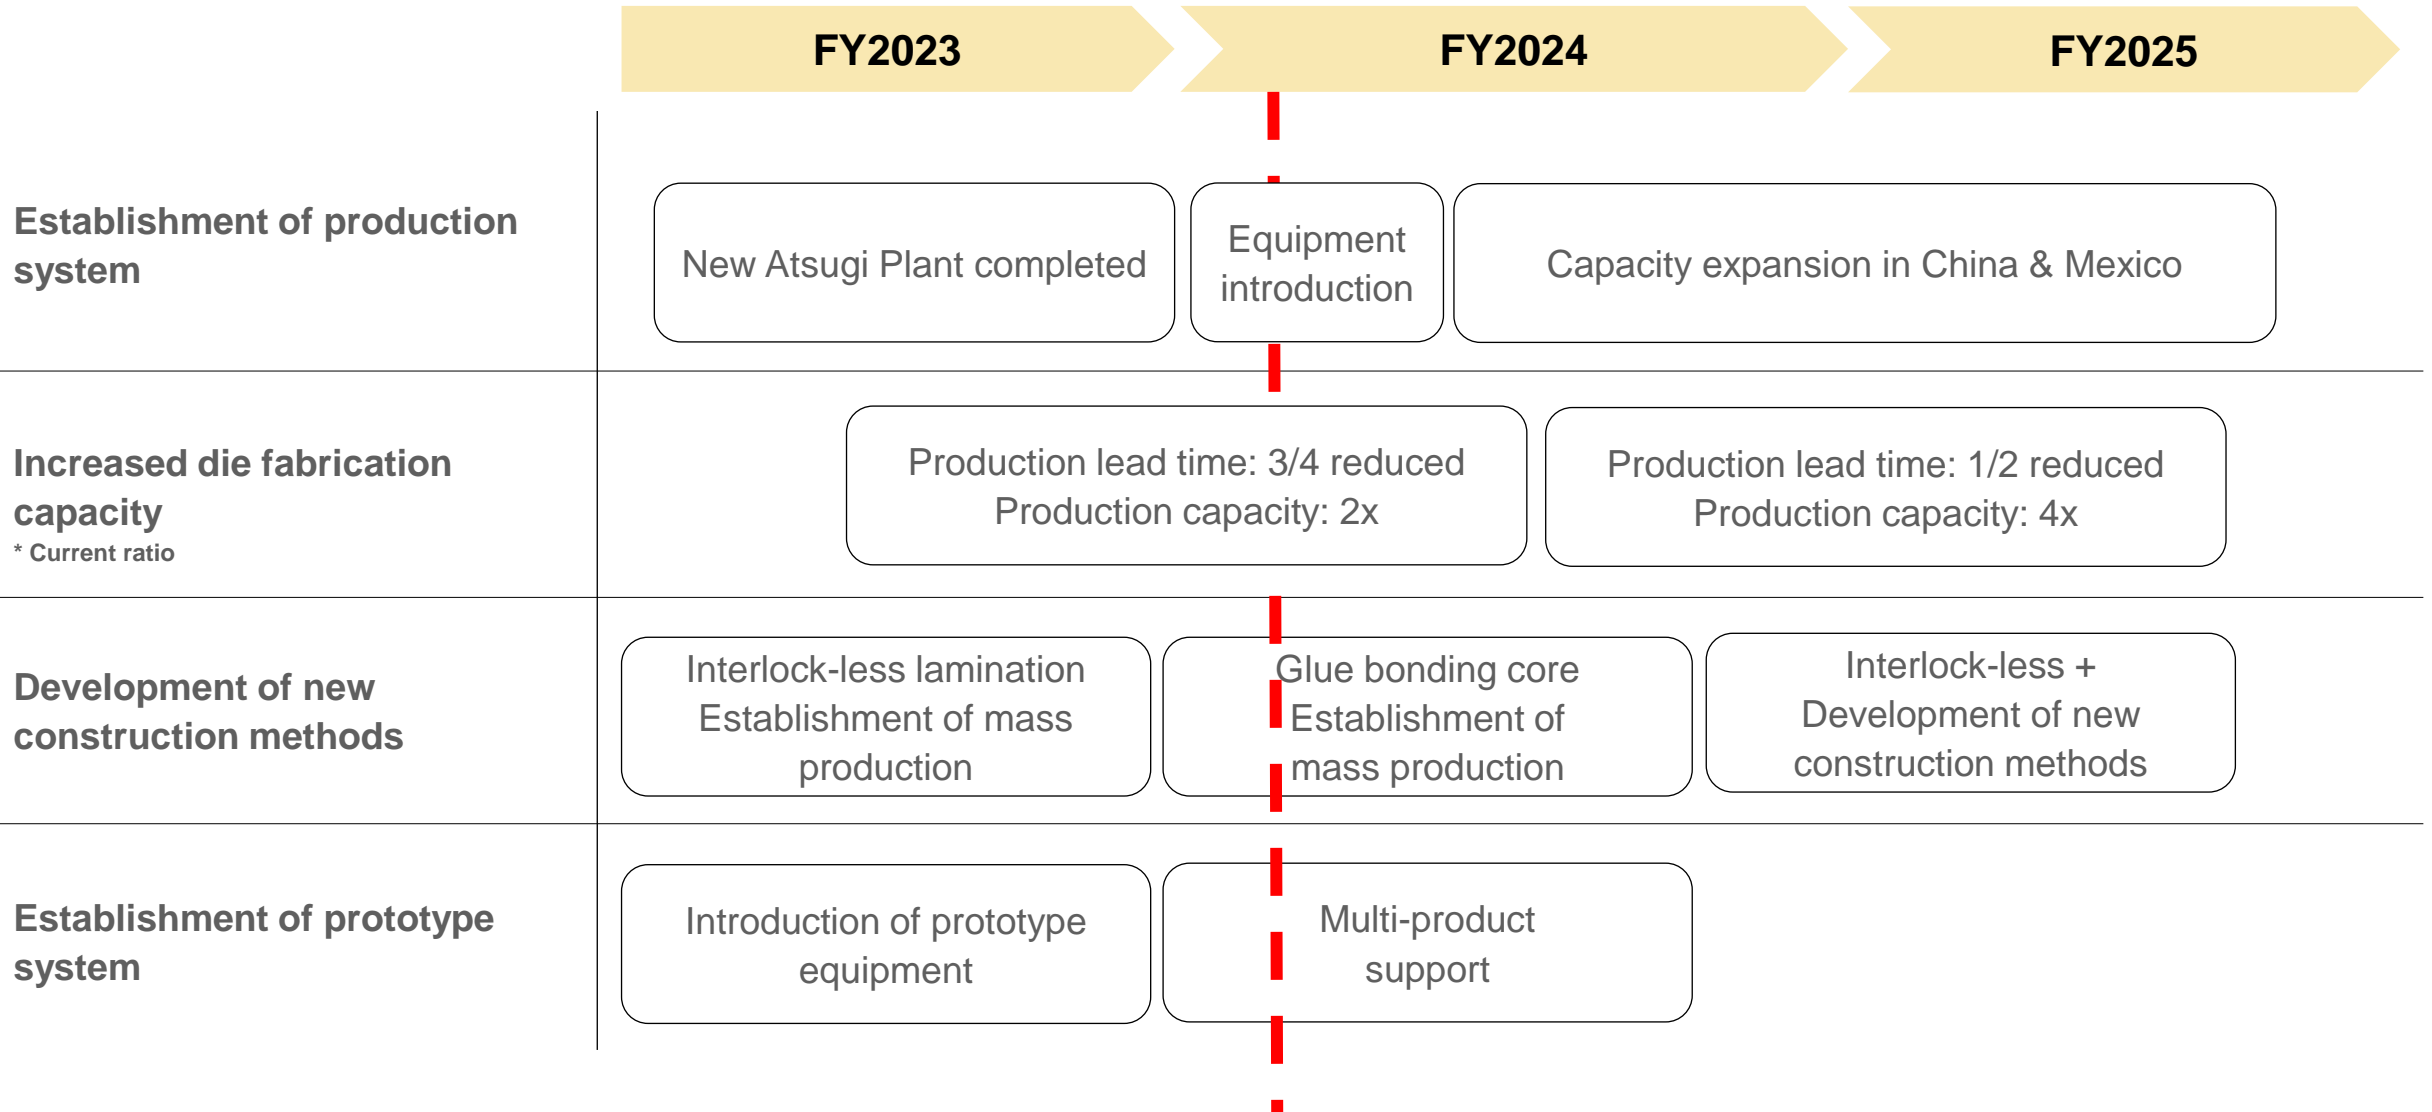 FY2023
FY2024
FY2025
Establishment of production
system
New Atsugi Plant completed
Equipment
introduction
Capacity expansion in China & Mexico
Increased die fabrication
capacity
* Current ratio
Production lead time: 3/4 reduced
Production capacity: 2x
Production lead time: 1/2 reduced
Production capacity: 4x
Development of new
construction methods
Interlock-less lamination
Establishment of mass
production
Glue bonding core
Establishment of
mass production
Interlock-less +
Development of new
construction methods
Establishment of prototype
system
Introduction of prototype
equipment
Multi-product
support